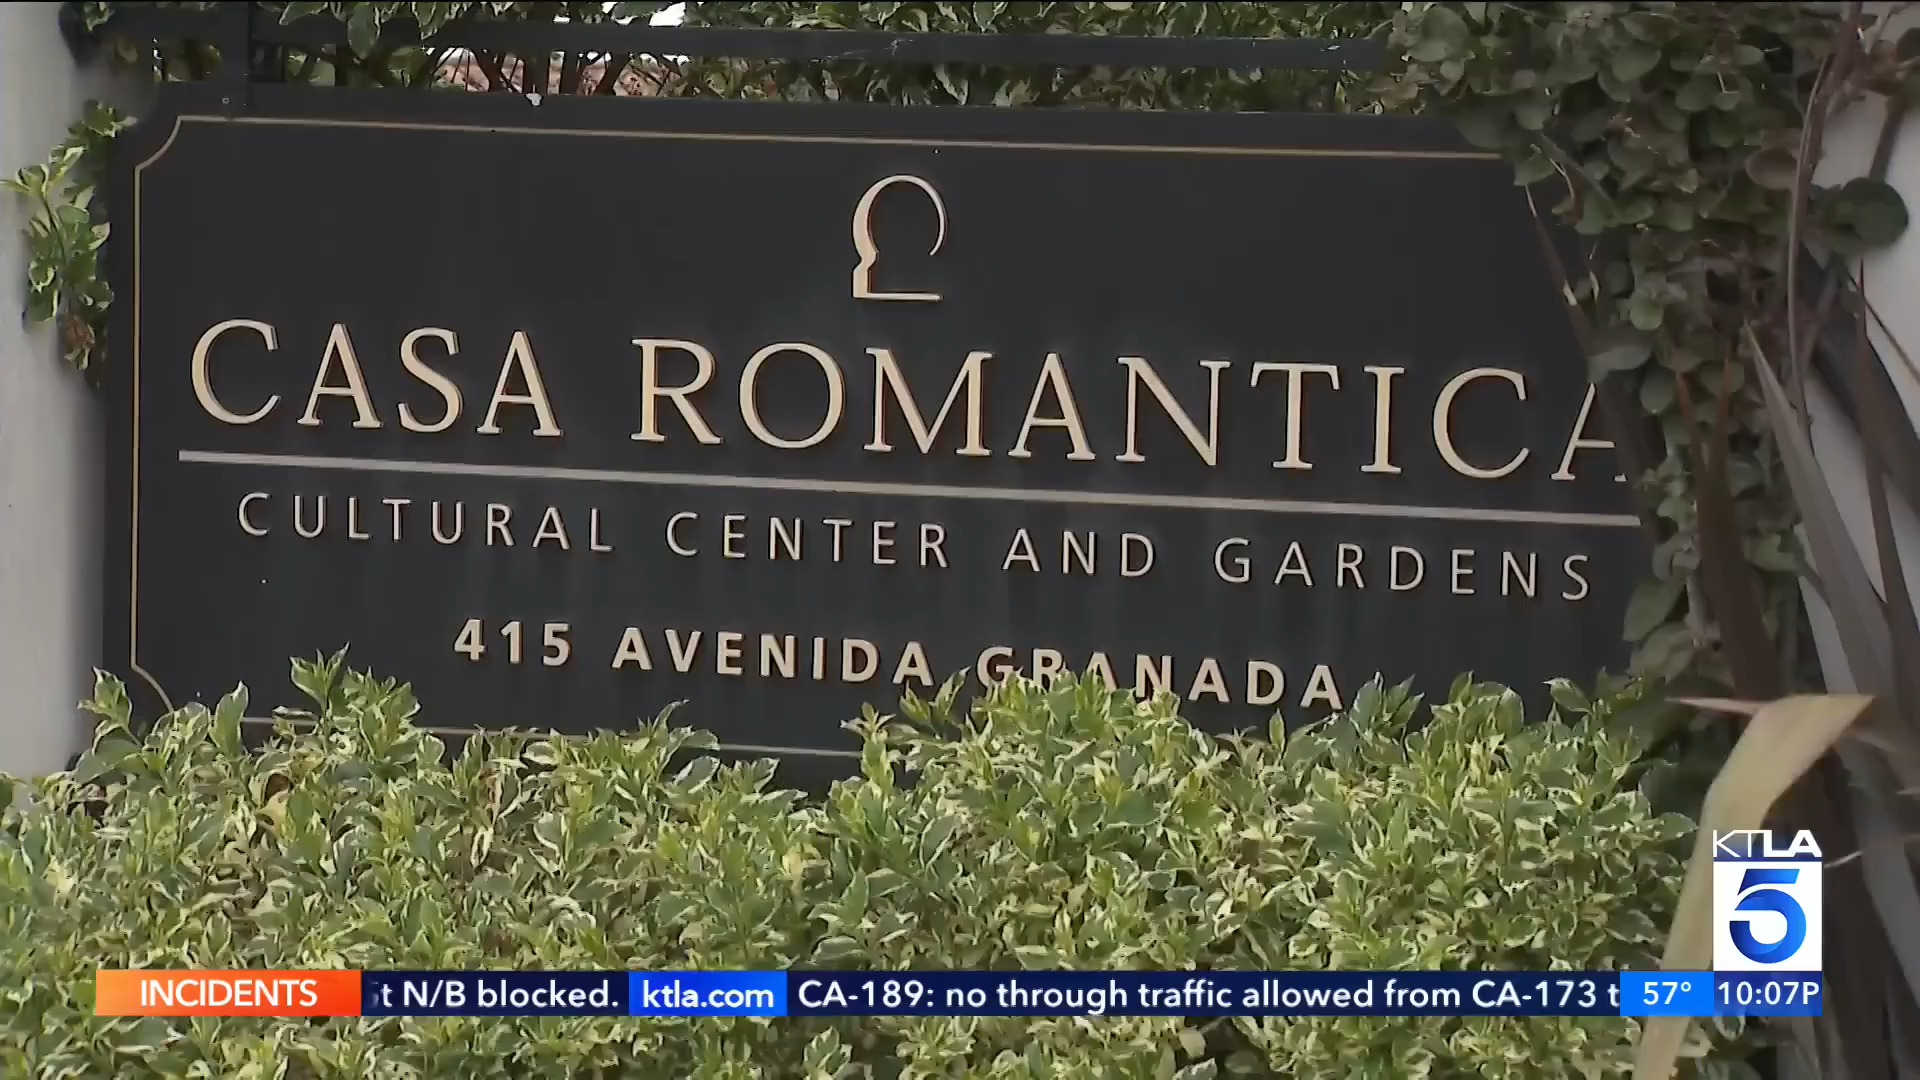 CASA ROMANTICA
CULTURAL CENTER AND GARDENS
415 AVENIDA GRANADA
KTLA
5
INCIDENTS t N/B blocked. ktla.com CA-189: no through traffic allowed from CA-173 t 57° 10:07P